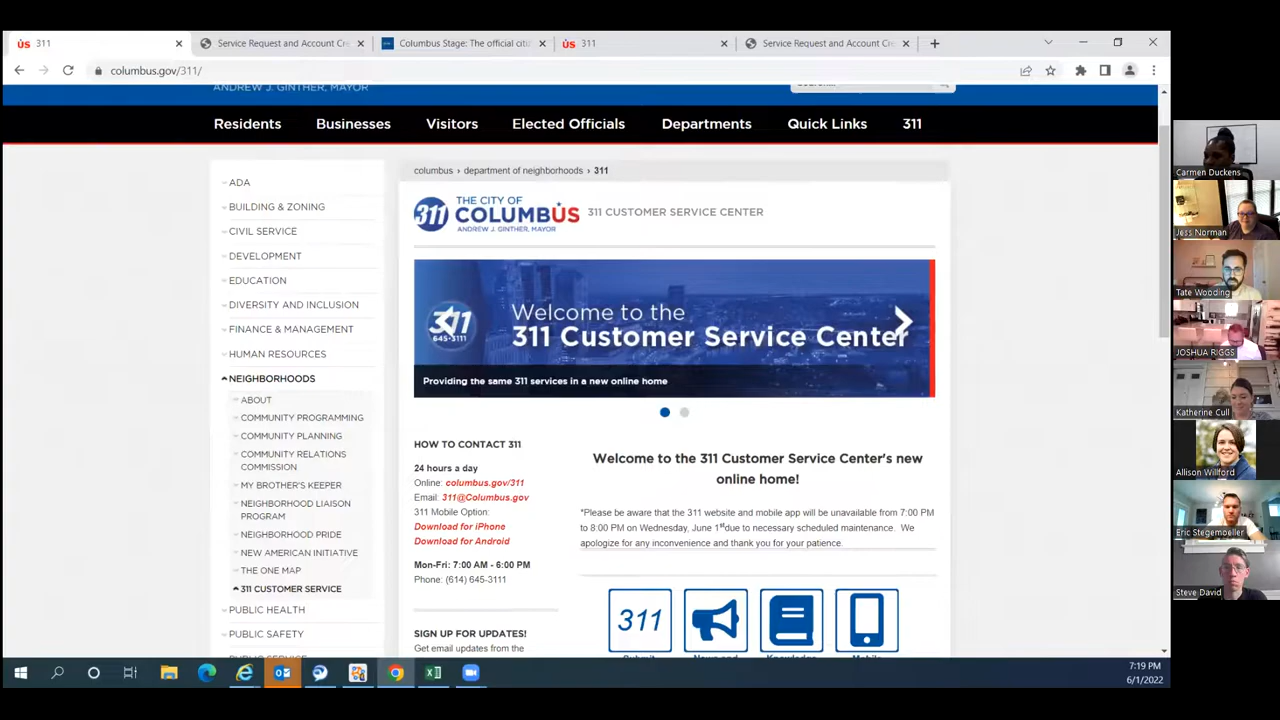 311
Service Request and Account Cre
Columbus Stage: The official citi
311
Service Request and Account Cre
columbus.gov/311/
ANDREW J. GINTHER, MAYOR
Residents
Businesses
Visitors
Elected Officials
Departments
Quick Links
311
ADA
BUILDING & ZONING
CIVIL SERVICE
DEVELOPMENT
EDUCATION
DIVERSITY AND INCLUSION
FINANCE & MANAGEMENT
HUMAN RESOURCES
NEIGHBORHOODS
ABOUT
COMMUNITY PROGRAMMING
COMMUNITY PLANNING
COMMUNITY RELATIONS
COMMISSION
MY BROTHER'S KEEPER
NEIGHBORHOOD LIAISON
PROGRAM
NEIGHBORHOOD PRIDE
NEW AMERICAN INITIATIVE
THE ONE MAP
311 CUSTOMER SERVICE
PUBLIC HEALTH
PUBLIC SAFETY
PUBLIC SERVICE
columbus › department of neighborhoods › 311
311
THE CITY OF
COLUMBUS
ANDREW J. GINTHER, MAYOR
311 CUSTOMER SERVICE CENTER
311
645-3111
Welcome to the
311 Customer Service Center
Providing the same 311 services in a new online home
HOW TO CONTACT 311
24 hours a day
Online: columbus.gov/311
Email: 311@Columbus.gov
311 Mobile Option:
Download for iPhone
Download for Android
Mon-Fri: 7:00 AM - 6:00 PM
Phone: (614) 645-3111
SIGN UP FOR UPDATES!
Get email updates from the
Welcome to the 311 Customer Service Center's new
online home!
*Please be aware that the 311 website and mobile app will be unavailable from 7:00 PM
to 8:00 PM on Wednesday, June 1stdue to necessary scheduled maintenance. We
apologize for any inconvenience and thank you for your patience.
311
7:19 PM
6/1/2022
Carmen Duckens
Jess Norman
Tate Wooding
JOSHUA RIGGS
Katherine Cull
Allison Willford
Eric Stegemoeller
Steve David